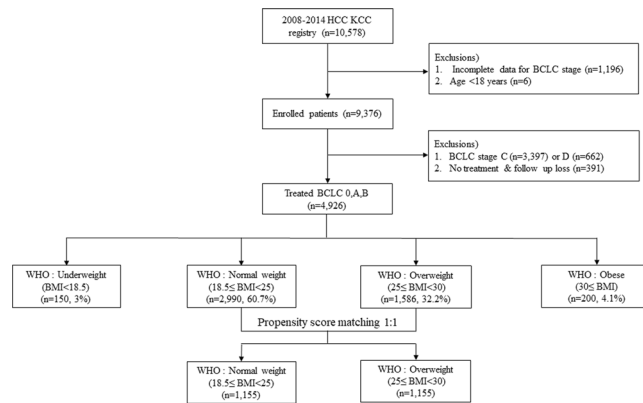 2008-2014 HCC KCC
registry (n=10,578)
Exclusions)
1. Incomplete data for BCLC stage (n=1,196)
2. Age <18 years (n=6)
Enrolled patients (n=9,376)
Exclusions)
1. BCLC stage C (n=3,397) or D (n=662)
2. No treatment & follow up loss (n=391)
Treated BCLC 0,A,B
(n=4,926)
WHO : Underweight
(BMI<18.5)
(n=150, 3%)
WHO : Normal weight
(18.5≤ BMI<25)
(n=2,990, 60.7%)
WHO : Overweight
(25≤ BMI<30)
(n=1,586, 32.2%)
WHO : Obese
(30≤ BMI)
(n=200, 4.1%)
Propensity score matching 1:1
WHO : Normal weight
(18.5≤ BMI<25)
(n=1,155)
WHO : Overweight
(25≤ BMI<30)
(n=1,155)